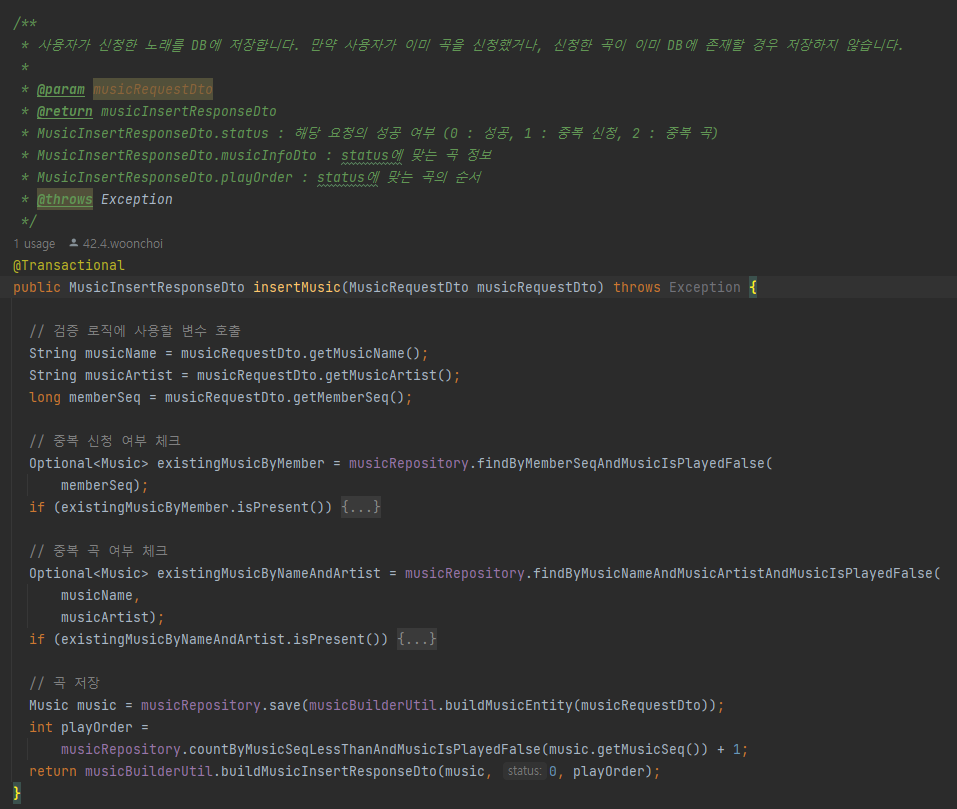 /**
 * 사용자가 신청한 노래를 DB에 저장합니다. 만약 사용자가 이미 곡을 신청했거나, 신청한 곡이 이미 DB에 존재할 경우 저장하지 않습니다.
 *
 * @param musicRequestDto
 * @return musicInsertResponseDto
 * MusicInsertResponseDto.status : 해당 요청의 성공 여부 (0 : 성공, 1 : 중복 신청, 2 : 중복 곡)
 * MusicInsertResponseDto.musicInfoDto : status에 맞는 곡 정보
 * MusicInsertResponseDto.playOrder : status에 맞는 곡의 순서
 * @throws Exception
 */
1 usage 42.4.woonchoi
@Transactional
public MusicInsertResponseDto insertMusic(MusicRequestDto musicRequestDto) throws Exception {
// 검증 로직에 사용할 변수 호출
String musicName = musicRequestDto.getMusicName();
String musicArtist = musicRequestDto.getMusicArtist();
long memberSeq = musicRequestDto.getMemberSeq();
// 중복 신청 여부 체크
Optional<Music> existingMusicByMember = musicRepository.findByMemberSeqAndMusicIsPlayedFalse(
memberSeq);
if (existingMusicByMember.isPresent()) {...}
// 중복 곡 여부 체크
Optional<Music> existingMusicByNameAndArtist = musicRepository.findByMusicNameAndMusicArtistAndMusicIsPlayedFalse(
musicName,
musicArtist);
if (existingMusicByNameAndArtist.isPresent()) {...}
// 곡 저장
Music music = musicRepository.save(musicBuilderUtil.buildMusicEntity(musicRequestDto));
int playOrder =
musicRepository.countByMusicSeqLessThanAndMusicIsPlayedFalse(music.getMusicSeq()) + 1;
return musicBuilderUtil.buildMusicInsertResponseDto(music, status: 0, playOrder);
}